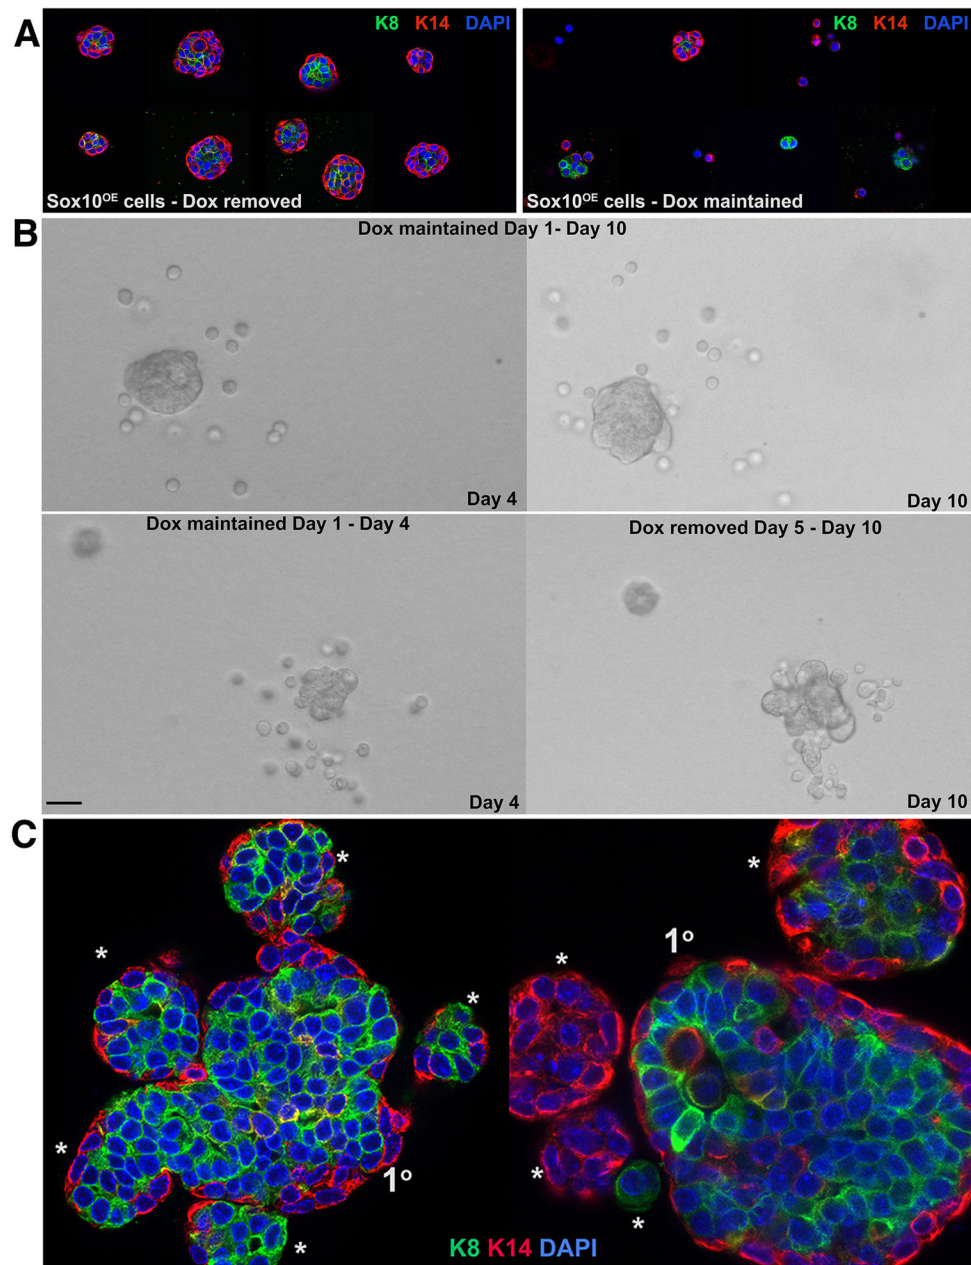 A
K8 K14 DAPI
K8 K14 DAPI
Sox10ᴼᴱ cells - Dox removed
Sox10ᴼᴱ cells - Dox maintained
B
Dox maintained Day 1- Day 10
Day 4
Day 10
Dox maintained Day 1 - Day 4
Dox removed Day 5 - Day 10
Day 4
Day 10
C
*
*
*
1º
*
*
*
*
1º
*
*
*
K8 K14 DAPI